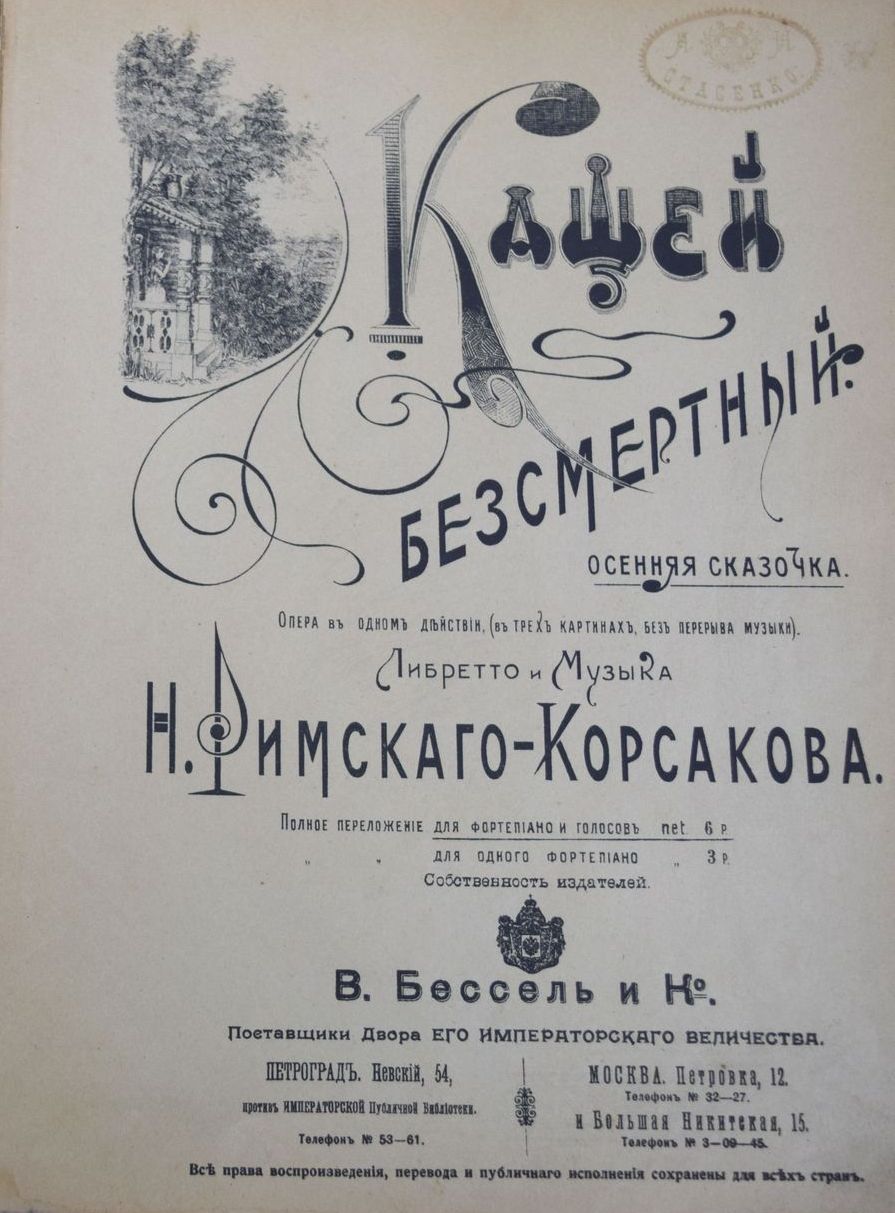 А И
СТАСЕНКО.
КАЩЕЙ
БЕЗСМЕРТНЫЙ.
ОСЕННЯЯ СКАЗОЧКА.
ОПЕРА ВЪ ОДНОМЪ ДѢЙСТВІИ, (ВЪ ТРЕХЪ КАРТИНАХЪ, БЕЗЪ ПЕРЕРЫВА МУЗЫКИ).
ЛИБРЕТТО И МУЗЫКА
Н. РИМСКАГО-КОРСАКОВА.
ПОЛНОЕ ПЕРЕЛОЖЕНІЕ ДЛЯ ФОРТЕПІАНО И ГОЛОСОВЪ net 6 Р.
„ „ ДЛЯ ОДНОГО ФОРТЕПІАНО „ 3 Р.
Собственность издателей.
В. Бессель и Ко.
Поставщики Двора ЕГО ИМПЕРАТОРСКАГО ВЕЛИЧЕСТВА.
ПЕТРОГРАДЪ. Невскій, 54,
противъ ИМПЕРАТОРСКОЙ Публичной Библіотеки.
Телефонъ № 53—61.
МОСКВА. Петровка, 12.
Телефонъ № 32—27.
и Большая Никитская, 15.
Телефонъ № 3—09—45.
Всѣ права воспроизведенія, перевода и публичнаго исполненія сохранены для всѣхъ странъ.